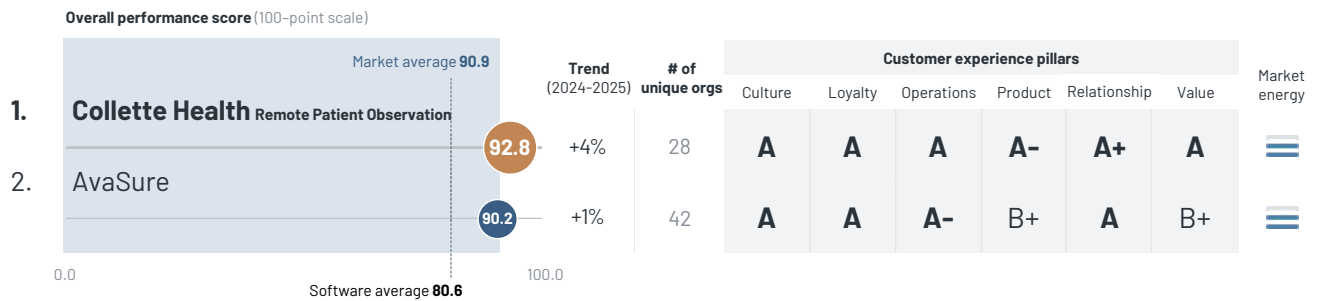 Overall performance score (100-point scale)
Market average 90.9
Trend
(2024-2025)
# of
unique orgs
Customer experience pillars
Culture Loyalty Operations Product Relationship Value
Market
energy
1. Collette Health Remote Patient Observation
92.8 +4% 28 A A A A- A+ A
2. AvaSure
90.2 +1% 42 A A A- B+ A B+
0.0 100.0
Software average 80.6